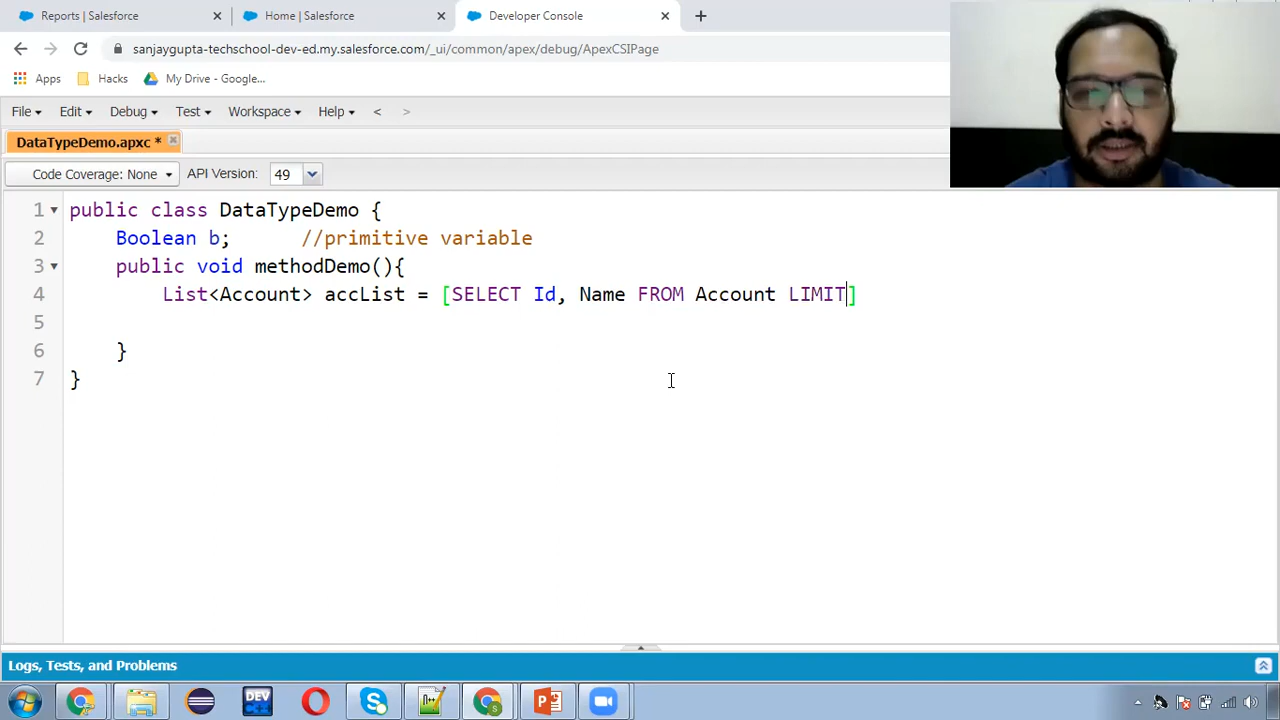 Reports | Salesforce
Home | Salesforce
Developer Console
sanjaygupta-techschool-dev-ed.my.salesforce.com/_ui/common/apex/debug/ApexCSIPage
Apps
Hacks
My Drive - Google...
File
Edit
Debug
Test
Workspace
Help
<
>
DataTypeDemo.apxc *
Code Coverage: None
API Version:
49
1 public class DataTypeDemo {
2 Boolean b; //primitive variable
3 public void methodDemo(){
4 List<Account> accList = [SELECT Id, Name FROM Account LIMIT]
5
6 }
7 }
Logs, Tests, and Problems
DEV
C++